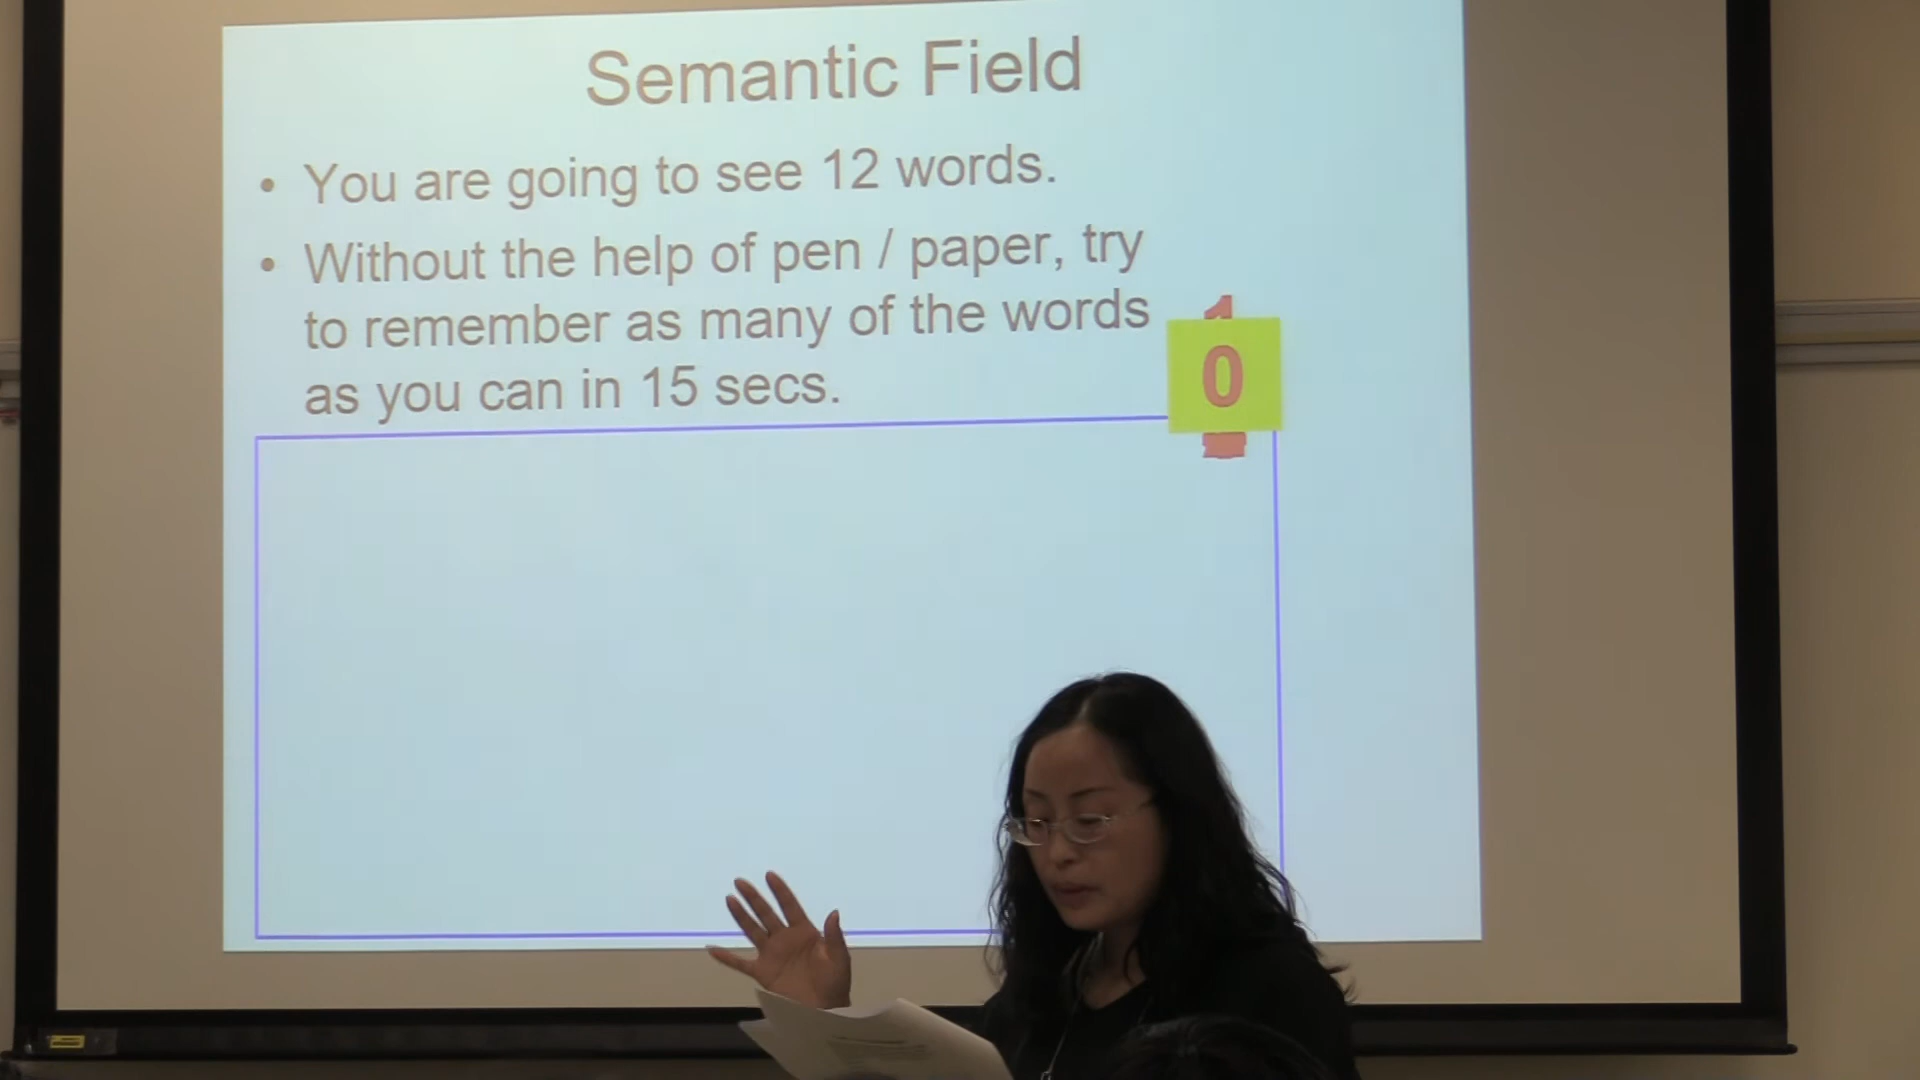 Semantic Field
• You are going to see 12 words.
• Without the help of pen / paper, try
to remember as many of the words
as you can in 15 secs.
0